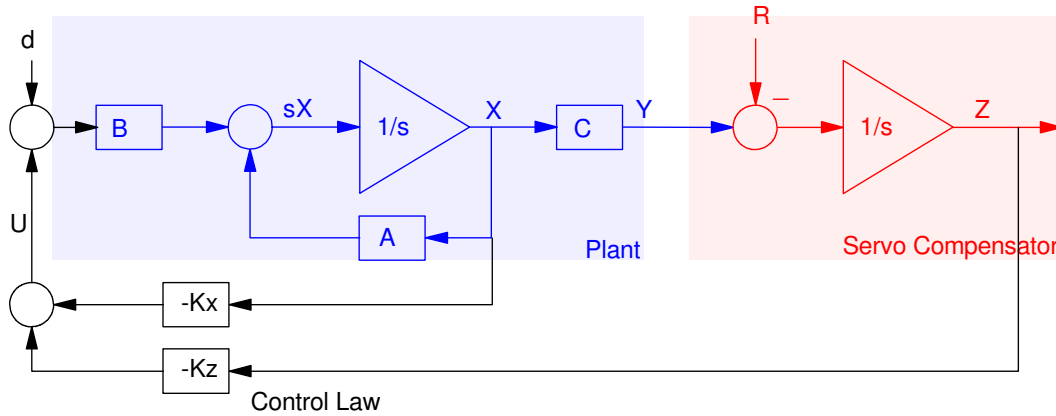 R
d
sX
X
Y
Z
B
1/s
C
1/s
–
U
A
Plant
Servo Compensator
-Kx
-Kz
Control Law